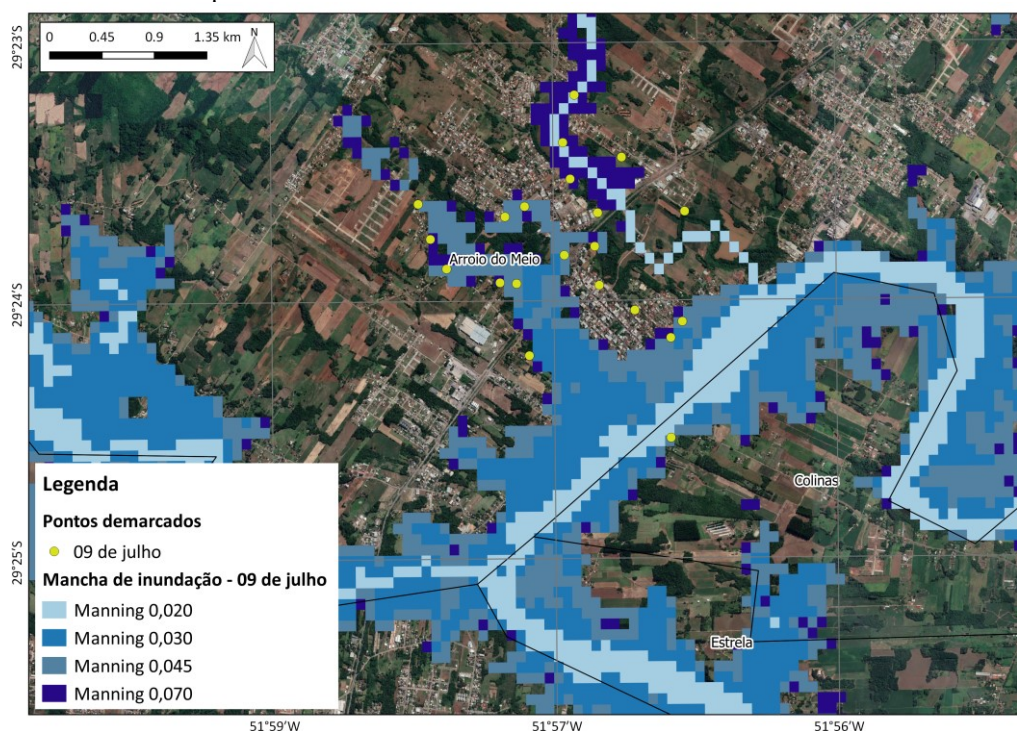 0 0.45 0.9 1.35 km
N
29°23'S
29°24'S
29°25'S
Arroio do Meio
Colinas
Estrela
Legenda
Pontos demarcados
09 de julho
Mancha de inundação - 09 de julho
Manning 0,020
Manning 0,030
Manning 0,045
Manning 0,070
51°59'W 51°57'W 51°56'W